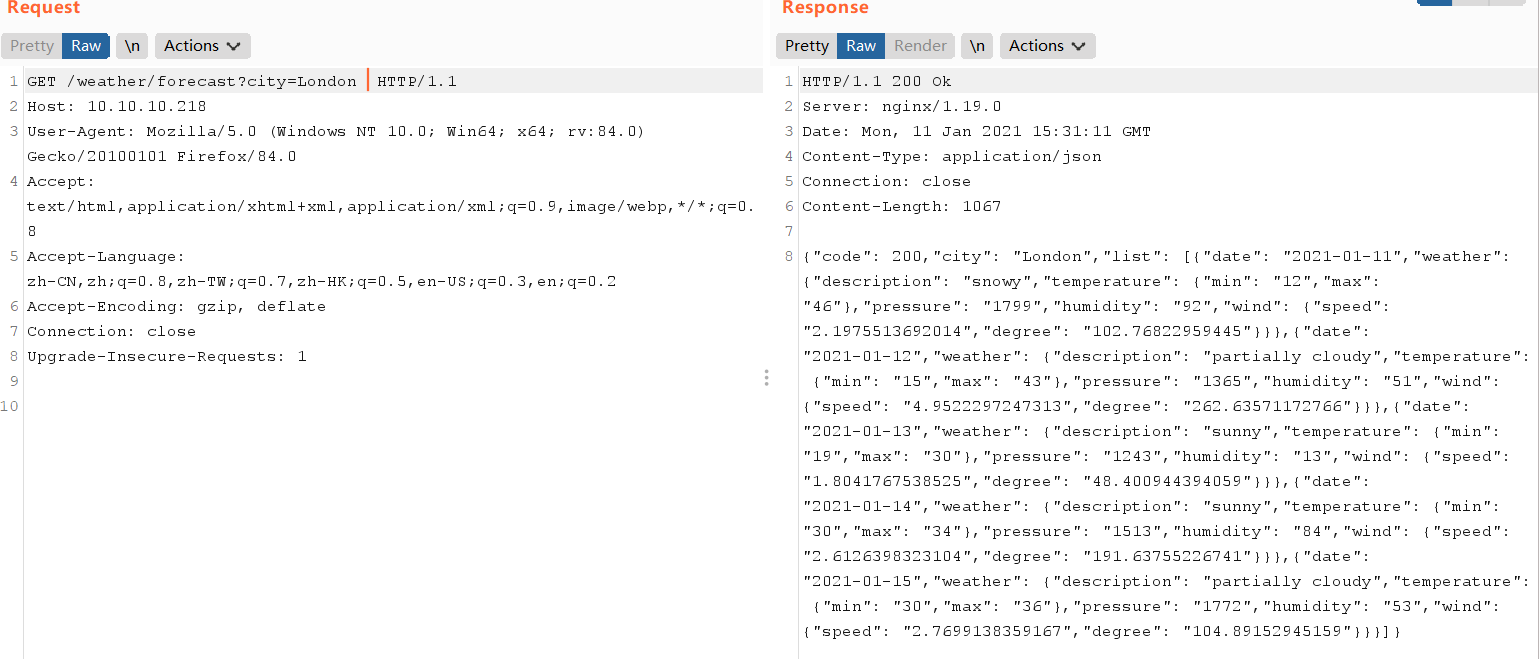 Request
Pretty Raw \n Actions
1 GET /weather/forecast?city=London HTTP/1.1
2 Host: 10.10.10.218
3 User-Agent: Mozilla/5.0 (Windows NT 10.0; Win64; x64; rv:84.0)
Gecko/20100101 Firefox/84.0
4 Accept:
text/html,application/xhtml+xml,application/xml;q=0.9,image/webp,*/*;q=0.
8
5 Accept-Language:
zh-CN,zh;q=0.8,zh-TW;q=0.7,zh-HK;q=0.5,en-US;q=0.3,en;q=0.2
6 Accept-Encoding: gzip, deflate
7 Connection: close
8 Upgrade-Insecure-Requests: 1
9
10
Response
Pretty Raw Render \n Actions
1 HTTP/1.1 200 Ok
2 Server: nginx/1.19.0
3 Date: Mon, 11 Jan 2021 15:31:11 GMT
4 Content-Type: application/json
5 Connection: close
6 Content-Length: 1067
7
8 {"code": 200,"city": "London","list": [{"date": "2021-01-11","weather":
{"description": "snowy","temperature": {"min": "12","max":
"46"},"pressure": "1799","humidity": "92","wind": {"speed":
"2.1975513692014","degree": "102.76822959445"}}},{"date":
"2021-01-12","weather": {"description": "partially cloudy","temperature":
{"min": "15","max": "43"},"pressure": "1365","humidity": "51","wind":
{"speed": "4.9522297247313","degree": "262.63571172766"}}},{"date":
"2021-01-13","weather": {"description": "sunny","temperature": {"min":
"19","max": "30"},"pressure": "1243","humidity": "13","wind": {"speed":
"1.8041767538525","degree": "48.400944394059"}}},{"date":
"2021-01-14","weather": {"description": "sunny","temperature": {"min":
"30","max": "34"},"pressure": "1513","humidity": "84","wind": {"speed":
"2.6126398323104","degree": "191.63755226741"}}},{"date":
"2021-01-15","weather": {"description": "partially cloudy","temperature":
{"min": "30","max": "36"},"pressure": "1772","humidity": "53","wind":
{"speed": "2.7699138359167","degree": "104.89152945159"}}}]}